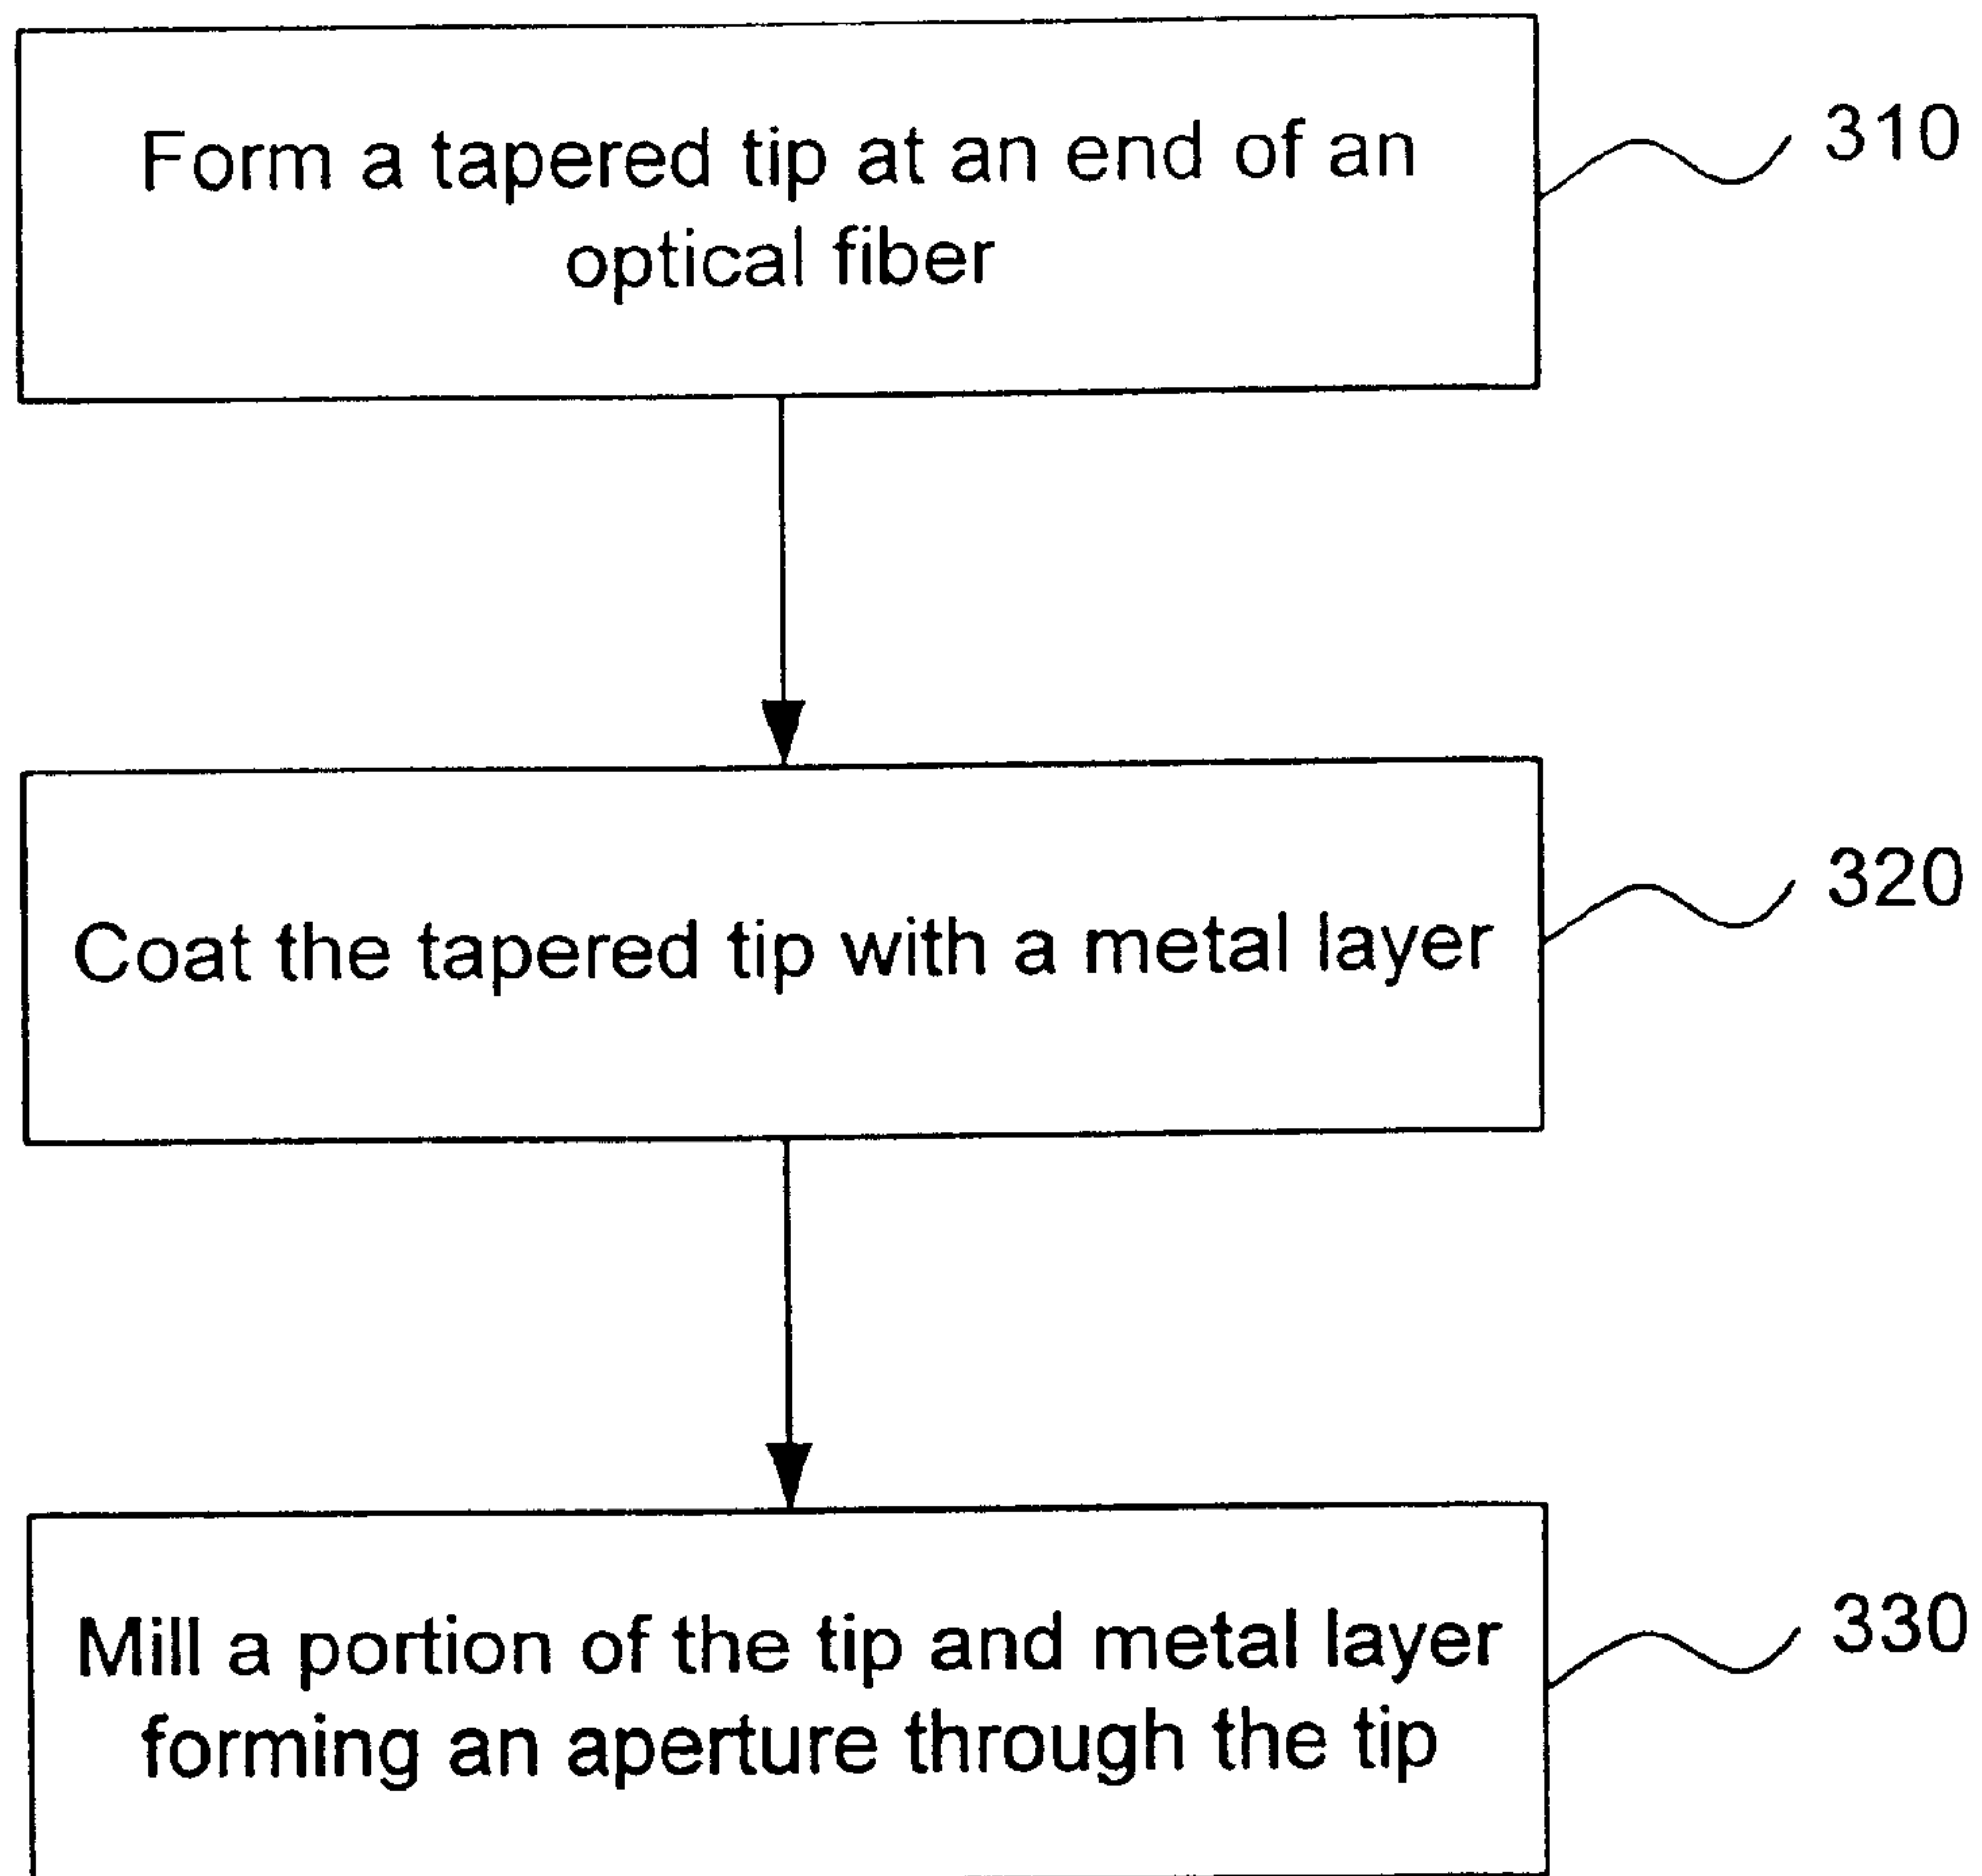 Form a tapered tip at an end of an
optical fiber
310
Coat the tapered tip with a metal layer
320
Mill a portion of the tip and metal layer
forming an aperture through the tip
330